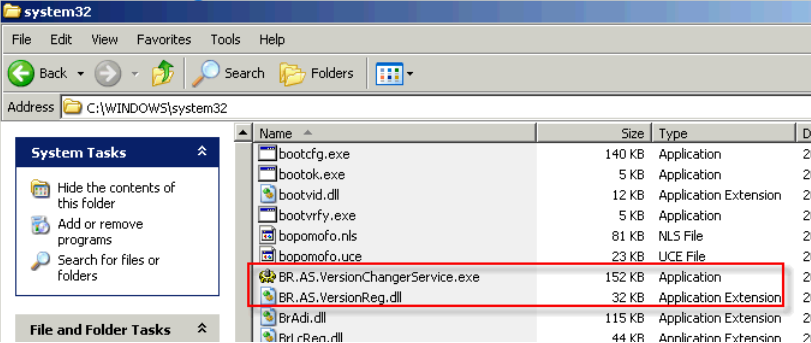 system32
File Edit View Favorites Tools Help
Back Search Folders
Address C:\WINDOWS\system32
System Tasks
Hide the contents of
this folder
Add or remove
programs
Search for files or
folders
File and Folder Tasks
Name Size Type D
bootcfg.exe 140 KB Application 2
bootok.exe 5 KB Application 2
bootvid.dll 12 KB Application Extension 2
bootvrfy.exe 5 KB Application 2
bopomofo.nls 81 KB NLS File 2
bopomofo.uce 23 KB UCE File 2
BR.AS.VersionChangerService.exe 152 KB Application 2
BR.AS.VersionReg.dll 32 KB Application Extension 2
BrAdi.dll 115 KB Application Extension 2
BrLcReg.dll 44 KB Application Extension 2